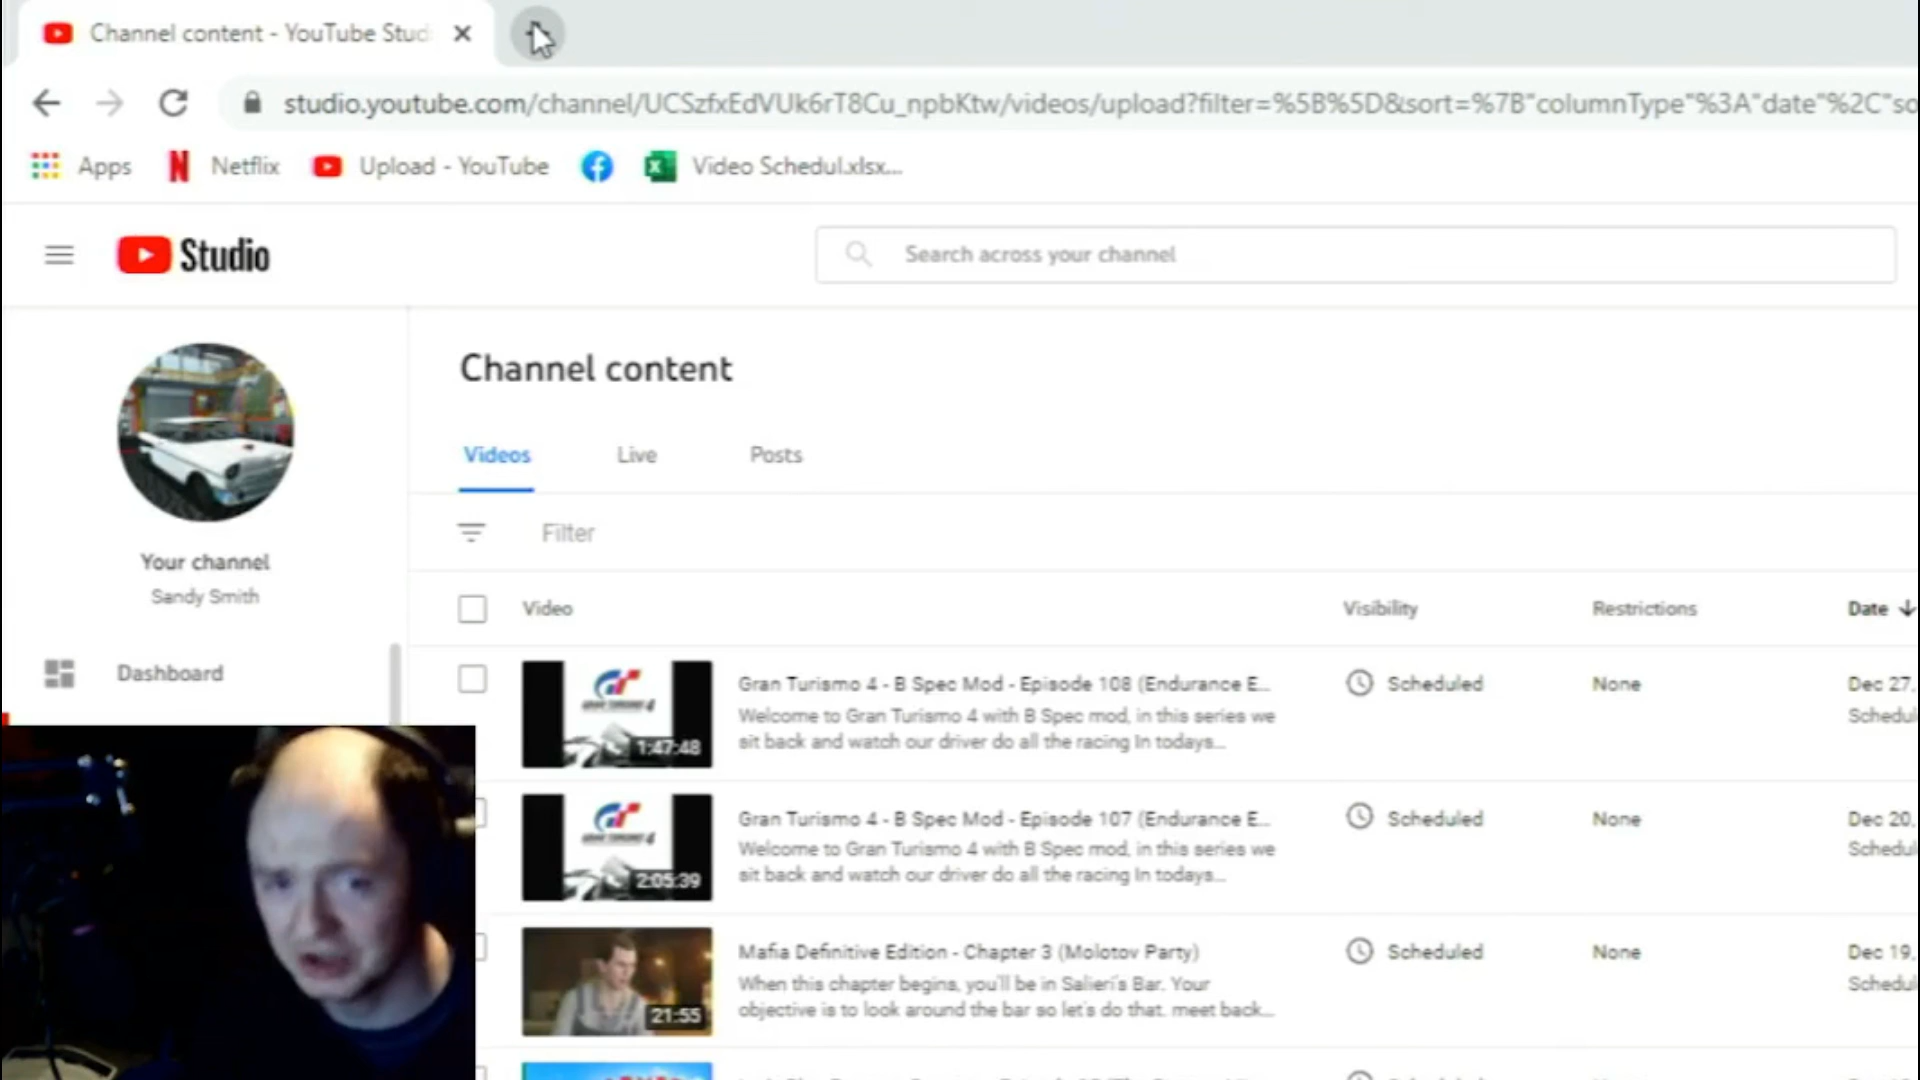 Channel content - YouTube Stud
studio.youtube.com/channel/UCSzfxEdVUk6rT8Cu_npbKtw/videos/upload?filter=%5B%5D&sort=%7B"columnType"%3A"date"%2C"so
Apps
N Netflix
Upload - YouTube
Video Schedul.xlsx...
Studio
Search across your channel
Channel content
Videos Live Posts
Filter
Your channel
Sandy Smith
Dashboard
Video Visibility Restrictions Date
Gran Turismo 4 - B Spec Mod - Episode 108 (Endurance E... Scheduled None Dec 27,
Welcome to Gran Turismo 4 with B Spec mod, in this series we Schedul
sit back and watch our driver do all the racing In todays...
1:47:48
Gran Turismo 4 - B Spec Mod - Episode 107 (Endurance E... Scheduled None Dec 20,
Welcome to Gran Turismo 4 with B Spec mod, in this series we Schedul
sit back and watch our driver do all the racing In todays...
2:05:39
Mafia Definitive Edition - Chapter 3 (Molotov Party) Scheduled None Dec 19,
When this chapter begins, you'll be in Salieri's Bar. Your Schedul
objective is to look around the bar so let's do that. meet back...
21:55